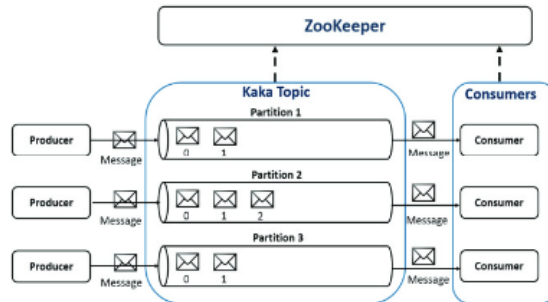 ZooKeeper
Kaka Topic
Consumers
Partition 1
Producer
Message
0 1
Message
Consumer
Partition 2
Producer
Message
0 1 2
Message
Consumer
Partition 3
Producer
Message
0 1
Message
Consumer